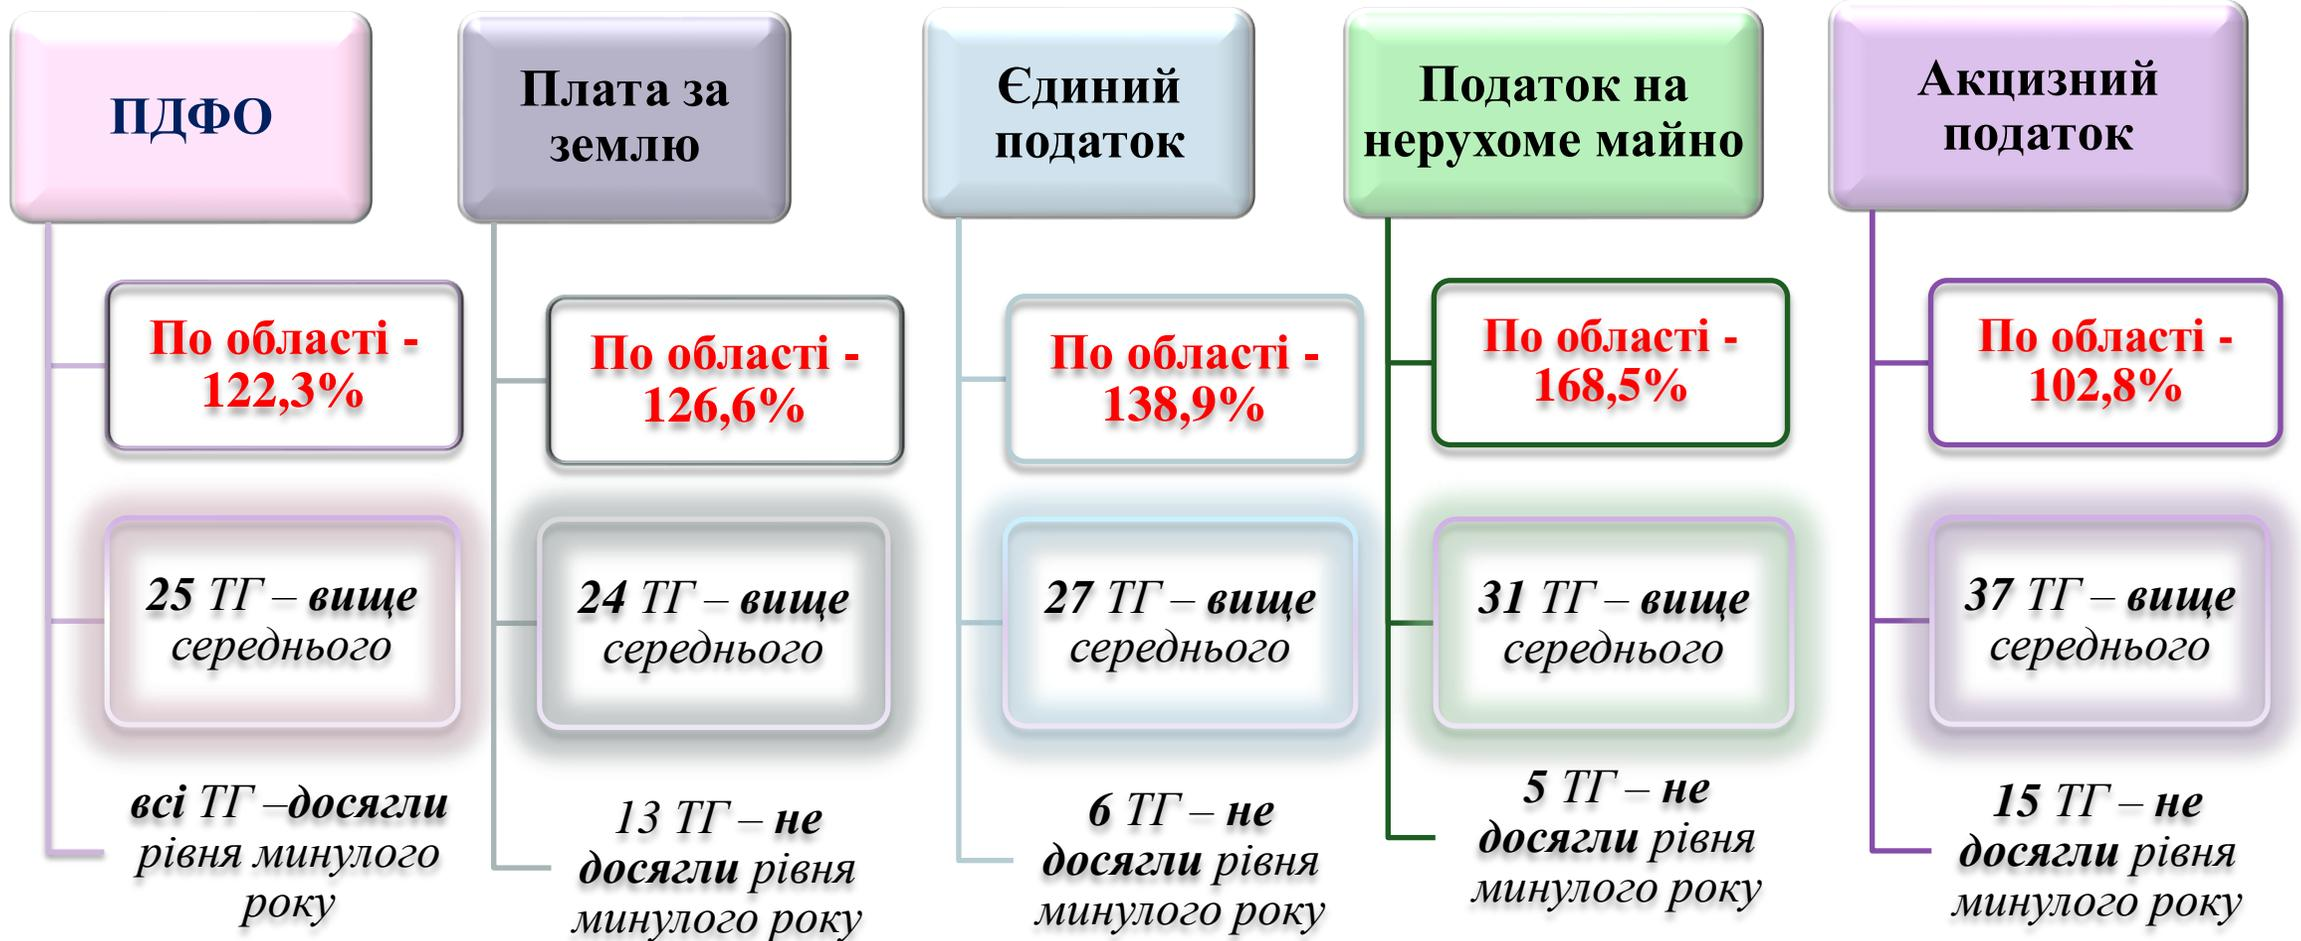 ПДФО
По області -
122,3%
25 ТГ – вище
середнього
всі ТГ –досягли
рівня минулого
року
Плата за
землю
По області -
126,6%
24 ТГ – вище
середнього
13 ТГ – не
досягли рівня
минулого року
Єдиний
податок
По області -
138,9%
27 ТГ – вище
середнього
6 ТГ – не
досягли рівня
минулого року
Податок на
нерухоме майно
По області -
168,5%
31 ТГ – вище
середнього
5 ТГ – не
досягли рівня
минулого року
Акцизний
податок
По області -
102,8%
37 ТГ – вище
середнього
15 ТГ – не
досягли рівня
минулого року